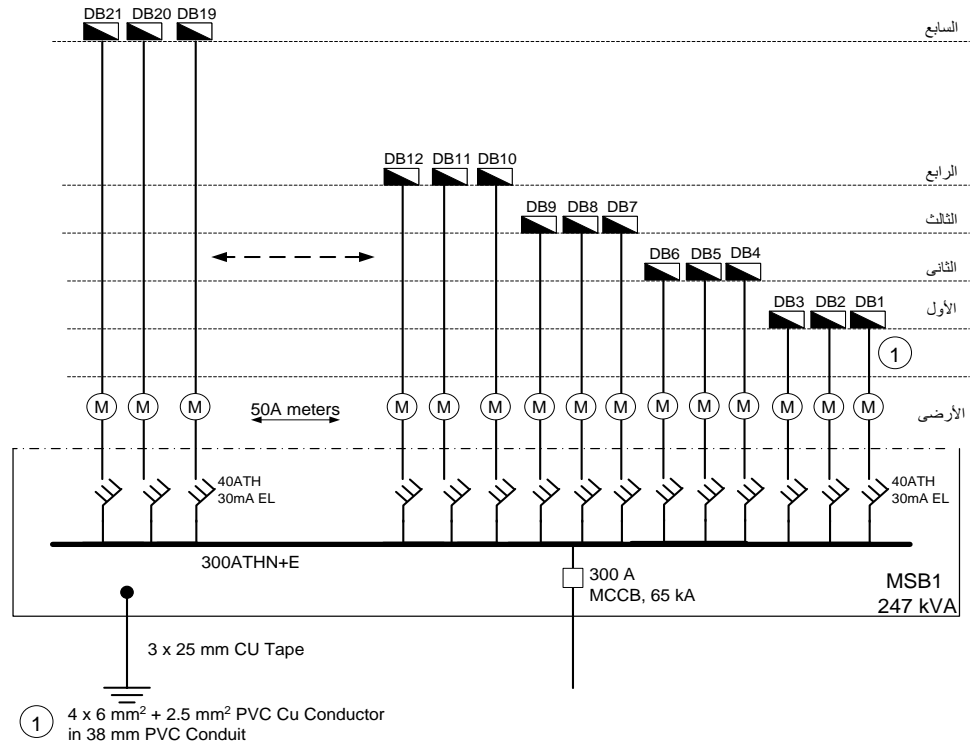 DB21 DB20 DB19
السابع
DB12 DB11 DB10
الرابع
DB9 DB8 DB7
الثالث
DB6 DB5 DB4
الثانى
DB3 DB2 DB1
الأول
1
M M M 50A meters M M M M M M M M M M M M
الأرضى
40ATH
30mA EL
40ATH
30mA EL
300ATHN+E
300 A
MCCB, 65 kA
MSB1
247 kVA
3 x 25 mm CU Tape
1 4 x 6 mm² + 2.5 mm² PVC Cu Conductor
in 38 mm PVC Conduit